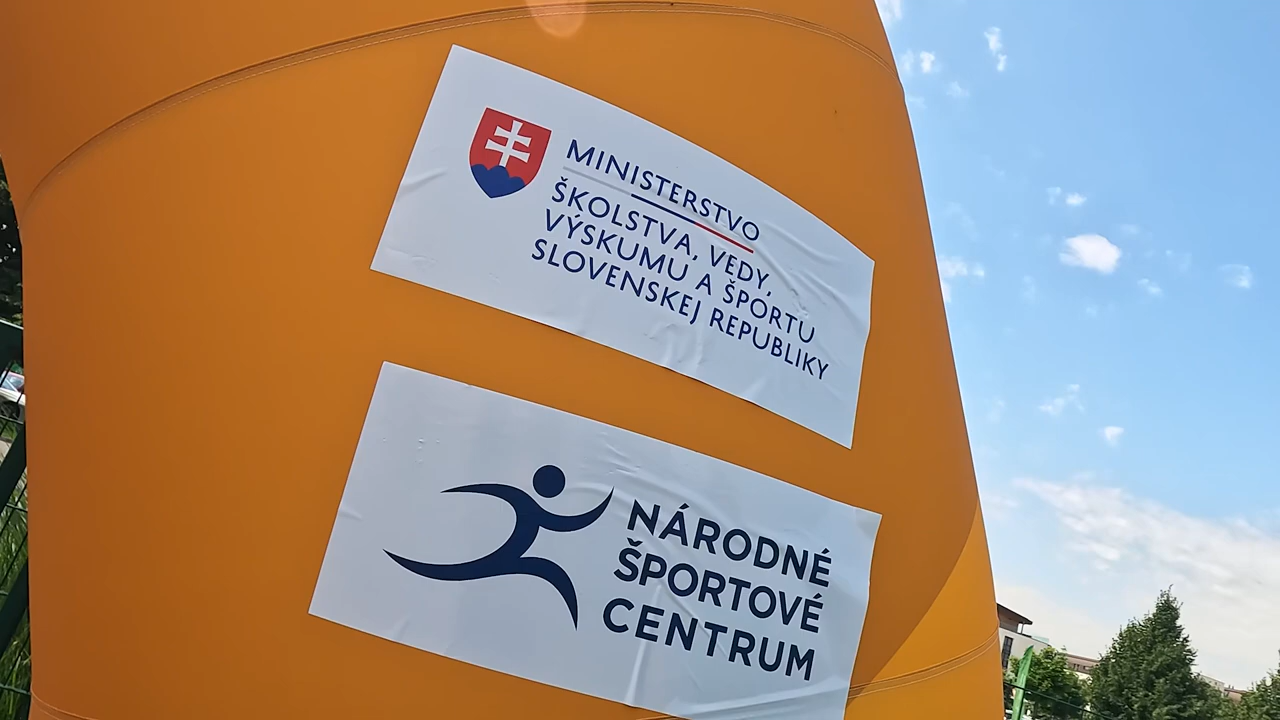 MINISTERSTVO
ŠKOLSTVA, VEDY,
VÝSKUMU A ŠPORTU
SLOVENSKEJ REPUBLIKY
NÁRODNÉ
ŠPORTOVÉ
CENTRUM